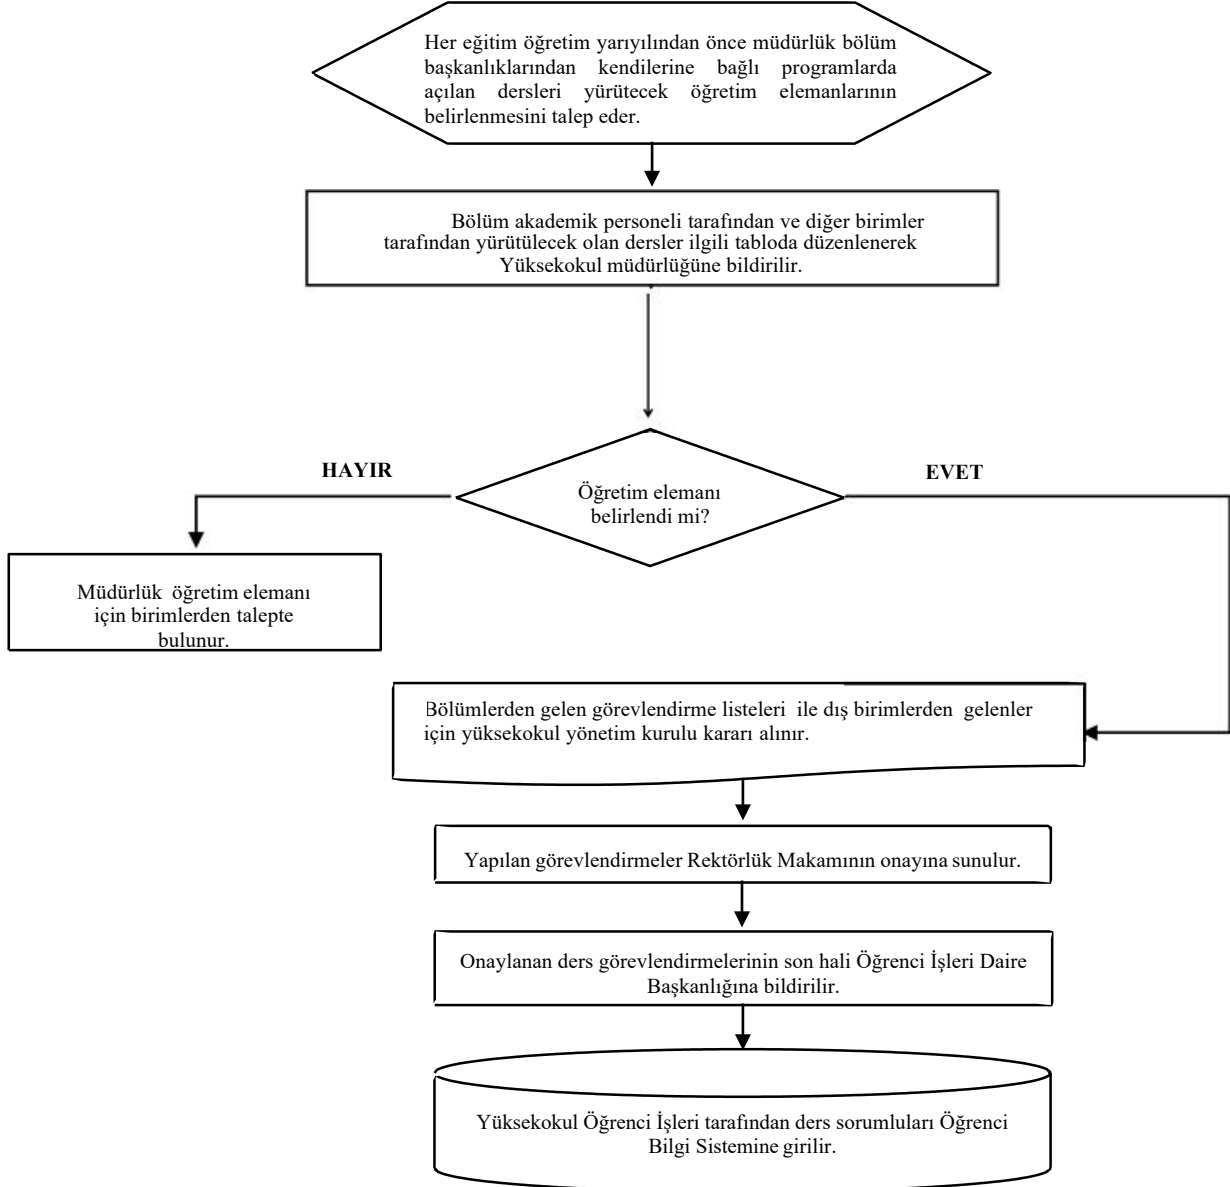 Her eğitim öğretim yarıyılından önce müdürlük bölüm
başkanlıklarından kendilerine bağlı programlarda
açılan dersleri yürütecek öğretim elemanlarının
belirlenmesini talep eder.
Bölüm akademik personeli tarafından ve diğer birimler
tarafından yürütülecek olan dersler ilgili tabloda düzenlenerek
Yüksekokul müdürlüğüne bildirilir.
HAYIR
EVET
Öğretim elemanı
belirlendi mi?
Müdürlük öğretim elemanı
için birimlerden talepte
bulunur.
Bölümlerden gelen görevlendirme listeleri ile dış birimlerden gelenler
için yüksekokul yönetim kurulu kararı alınır.
Yapılan görevlendirmeler Rektörlük Makamının onayına sunulur.
Onaylanan ders görevlendirmelerinin son hali Öğrenci İşleri Daire
Başkanlığına bildirilir.
Yüksekokul Öğrenci İşleri tarafından ders sorumluları Öğrenci
Bilgi Sistemine girilir.